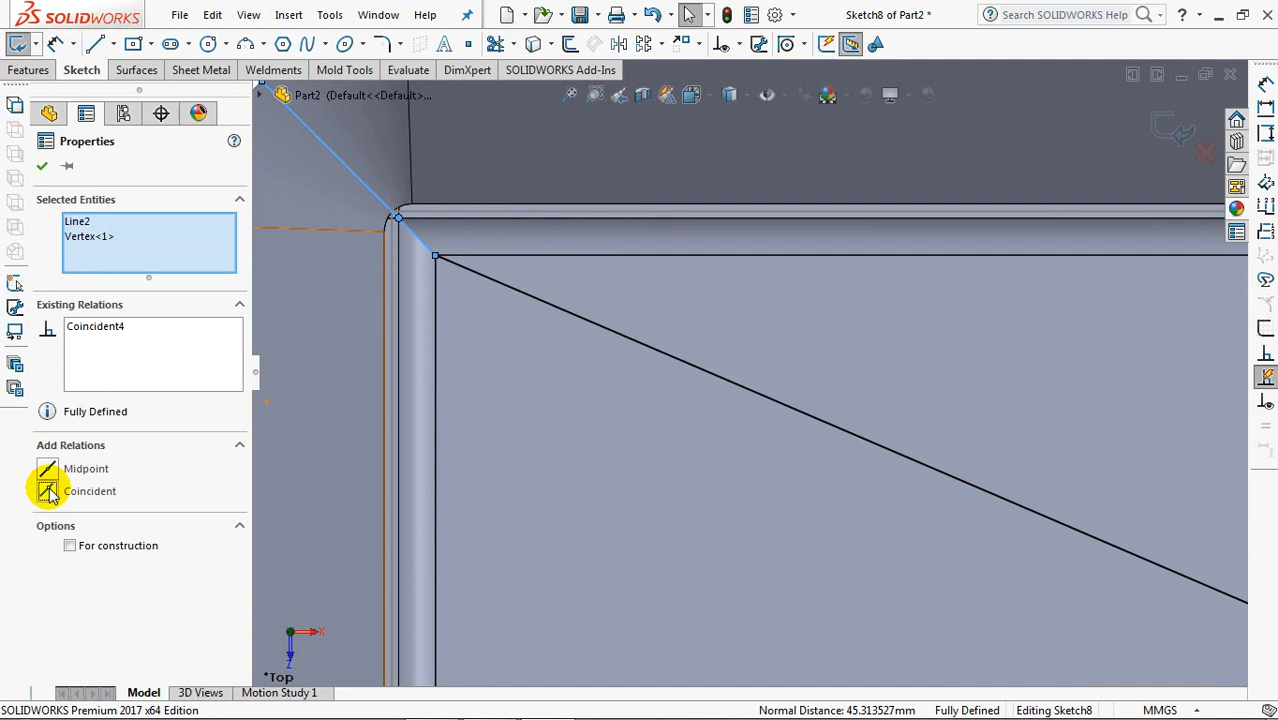 SOLIDWORKS File Edit View Insert Tools Window Help Sketch8 of Part2 * Search SOLIDWORKS Help ?
Features Sketch Surfaces Sheet Metal Weldments Mold Tools Evaluate DimXpert SOLIDWORKS Add-Ins
Part2 (Default<<Default>...
Properties
Selected Entities
Line2
Vertex<1>
Existing Relations
Coincident4
Fully Defined
Add Relations
Midpoint
Coincident
Options
For construction
X
Z
*Top
Model 3D Views Motion Study 1
SOLIDWORKS Premium 2017 x64 Edition Normal Distance: 45.313527mm Fully Defined Editing Sketch8 MMGS